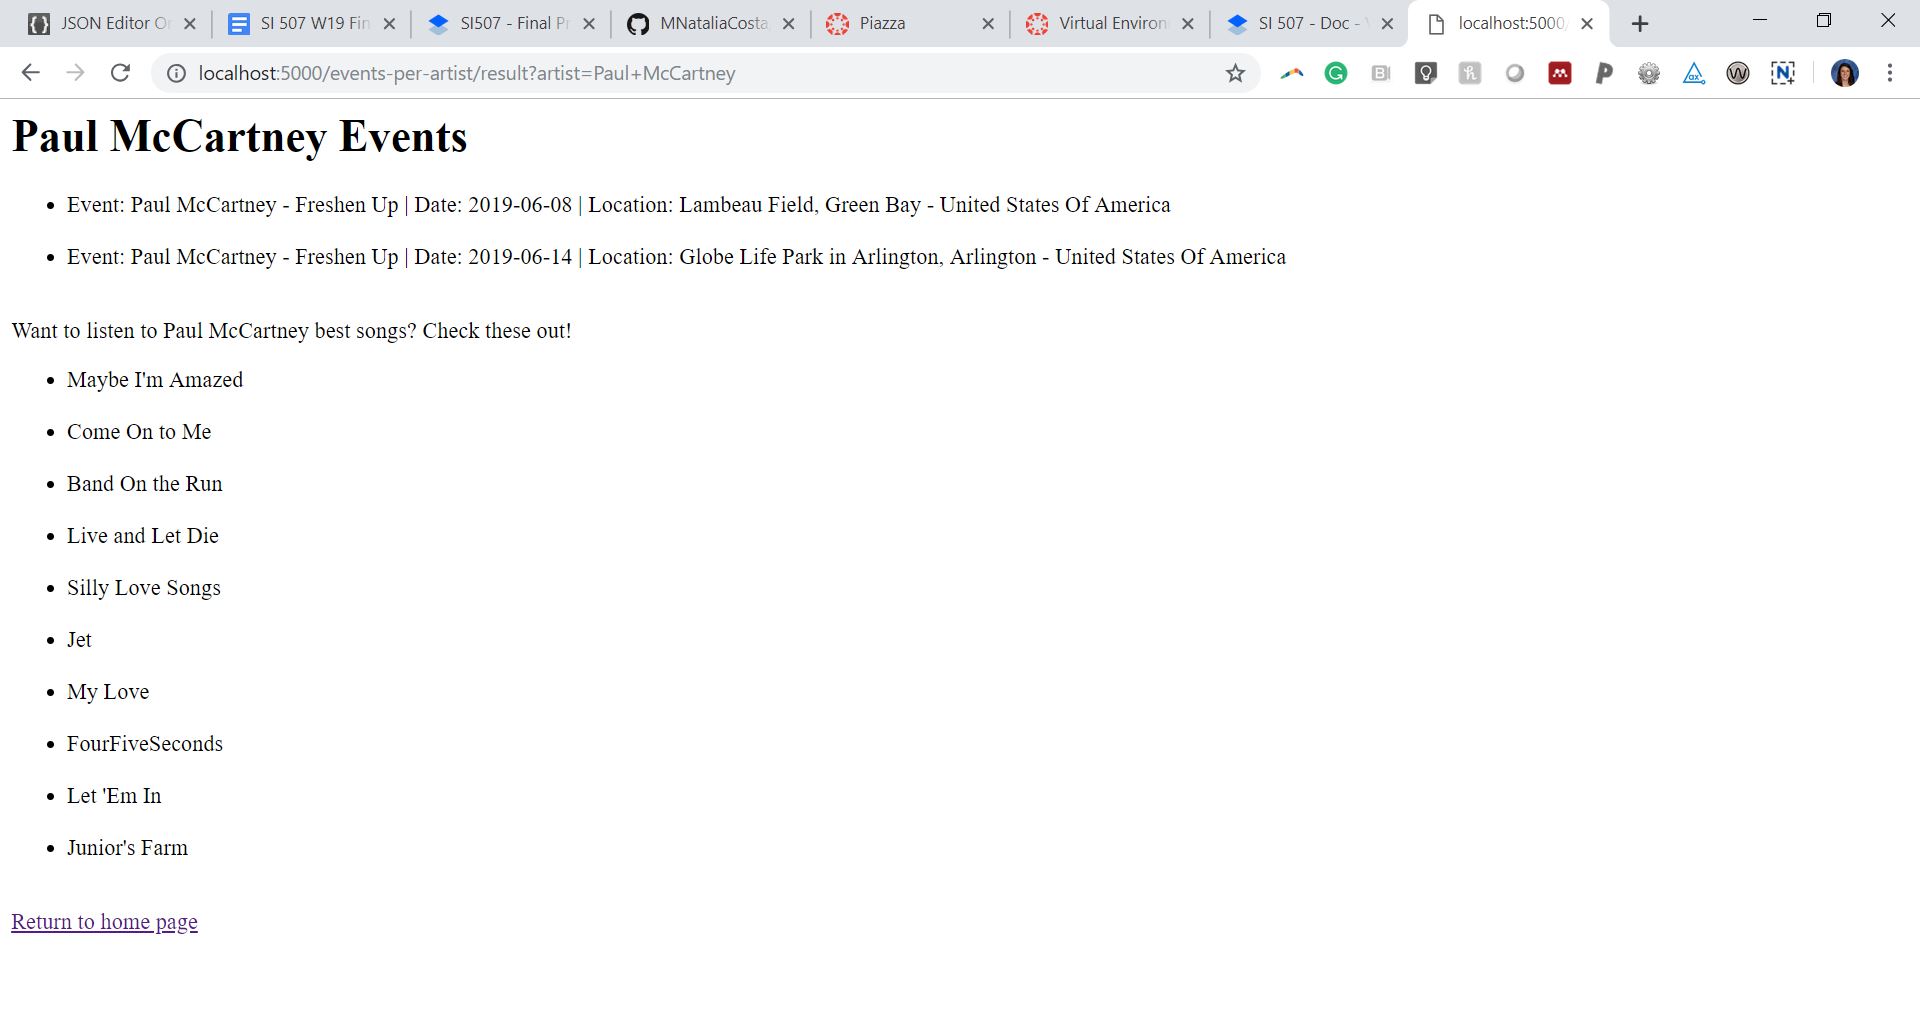 JSON Editor Or
SI 507 W19 Fin
SI507 - Final Pr
MNataliaCosta
Piazza
Virtual Environ
SI 507 - Doc -
localhost:5000/
localhost:5000/events-per-artist/result?artist=Paul+McCartney
Paul McCartney Events
Event: Paul McCartney - Freshen Up | Date: 2019-06-08 | Location: Lambeau Field, Green Bay - United States Of America
Event: Paul McCartney - Freshen Up | Date: 2019-06-14 | Location: Globe Life Park in Arlington, Arlington - United States Of America
Want to listen to Paul McCartney best songs? Check these out!
Maybe I'm Amazed
Come On to Me
Band On the Run
Live and Let Die
Silly Love Songs
Jet
My Love
FourFiveSeconds
Let 'Em In
Junior's Farm
Return to home page